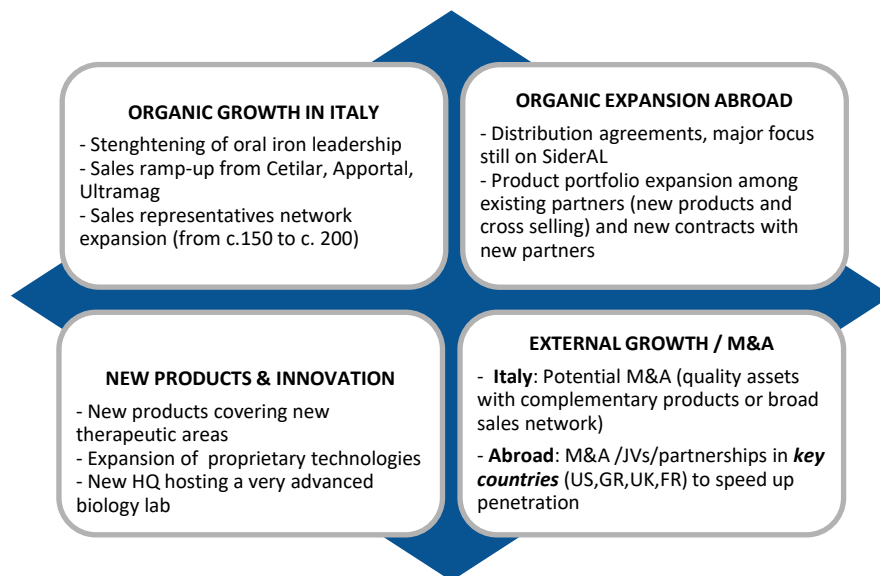 ORGANIC GROWTH IN ITALY
- Stenghtening of oral iron leadership
- Sales ramp-up from Cetilar, Apportal,
Ultramag
- Sales representatives network
expansion (from c.150 to c. 200)
ORGANIC EXPANSION ABROAD
- Distribution agreements, major focus
still on SiderAL
- Product portfolio expansion among
existing partners (new products and
cross selling) and new contracts with
new partners
NEW PRODUCTS & INNOVATION
- New products covering new
therapeutic areas
- Expansion of proprietary technologies
- New HQ hosting a very advanced
biology lab
EXTERNAL GROWTH / M&A
- Italy: Potential M&A (quality assets
with complementary products or broad
sales network)
- Abroad: M&A /JVs/partnerships in key
countries (US,GR,UK,FR) to speed up
penetration